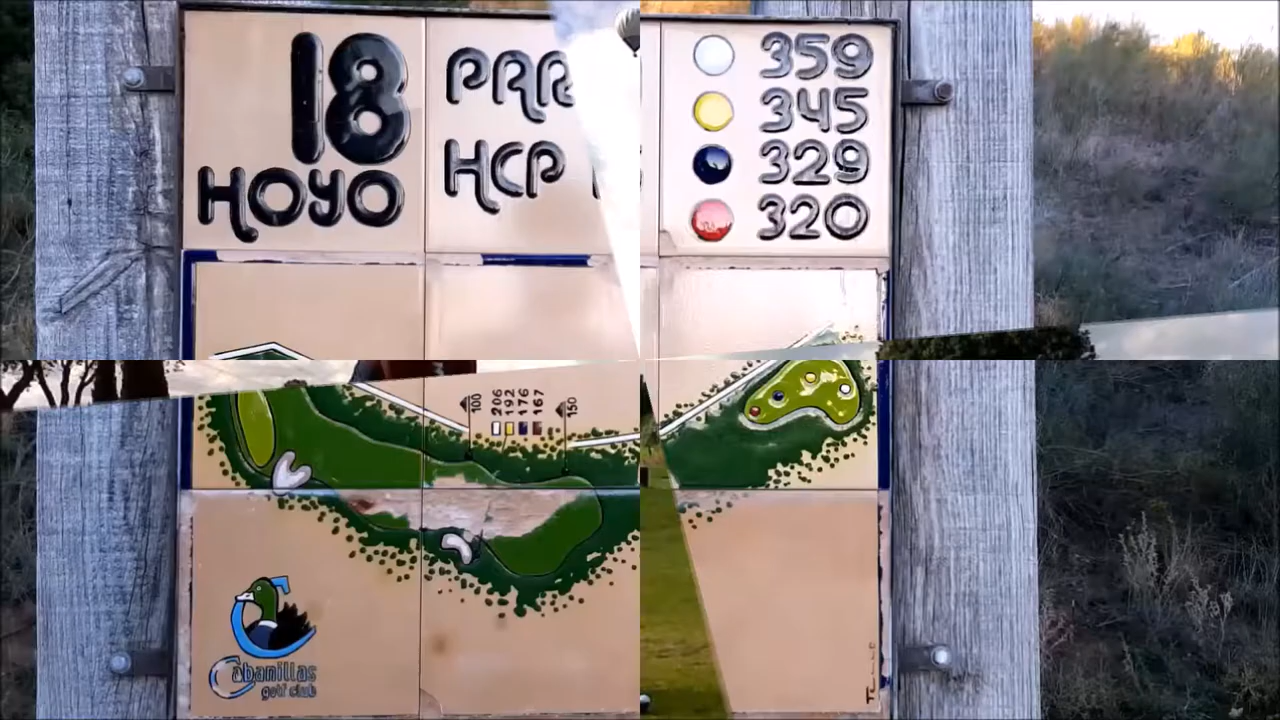 18
HOYO
PAR
HCP
359
345
329
320
100
206
192
176
167
150
Cabanillas
golf club